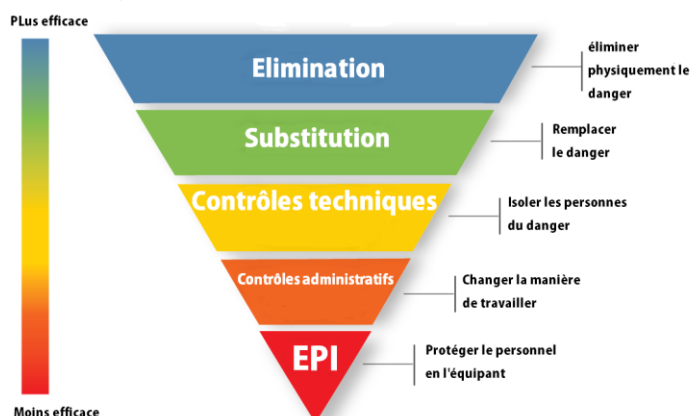 PLus efficace
Elimination
éliminer
physiquement le
danger
Substitution
Remplacer
le danger
Contrôles techniques
Isoler les personnes
du danger
Contrôles administratifs
Changer la manière
de travailler
EPI
Protéger le personnel
en l'équipant
Moins efficace